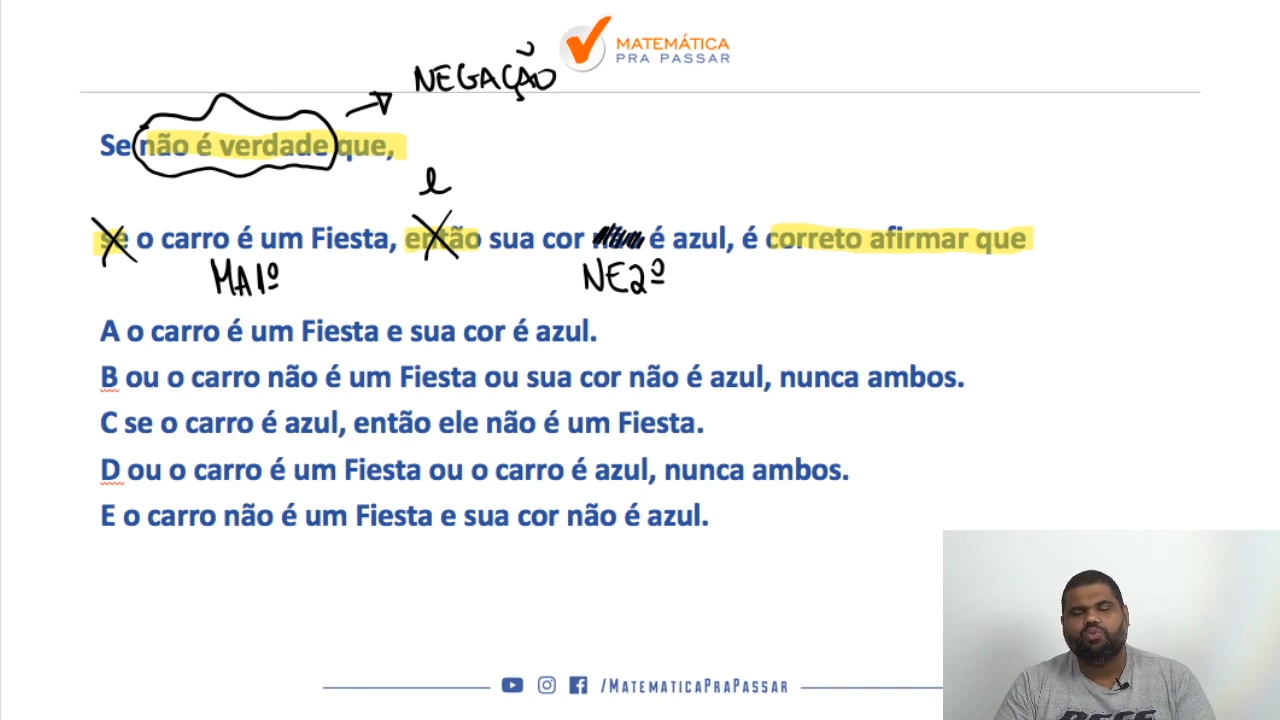 MATEMÁTICA
PRA PASSAR
NEGAÇÃO
Se não é verdade que,
e
se o carro é um Fiesta, então sua cor é azul, é correto afirmar que
MA1º
NE2º
A o carro é um Fiesta e sua cor é azul.
B ou o carro não é um Fiesta ou sua cor não é azul, nunca ambos.
C se o carro é azul, então ele não é um Fiesta.
D ou o carro é um Fiesta ou o carro é azul, nunca ambos.
E o carro não é um Fiesta e sua cor não é azul.
/MATEMATICAPRAPASSAR